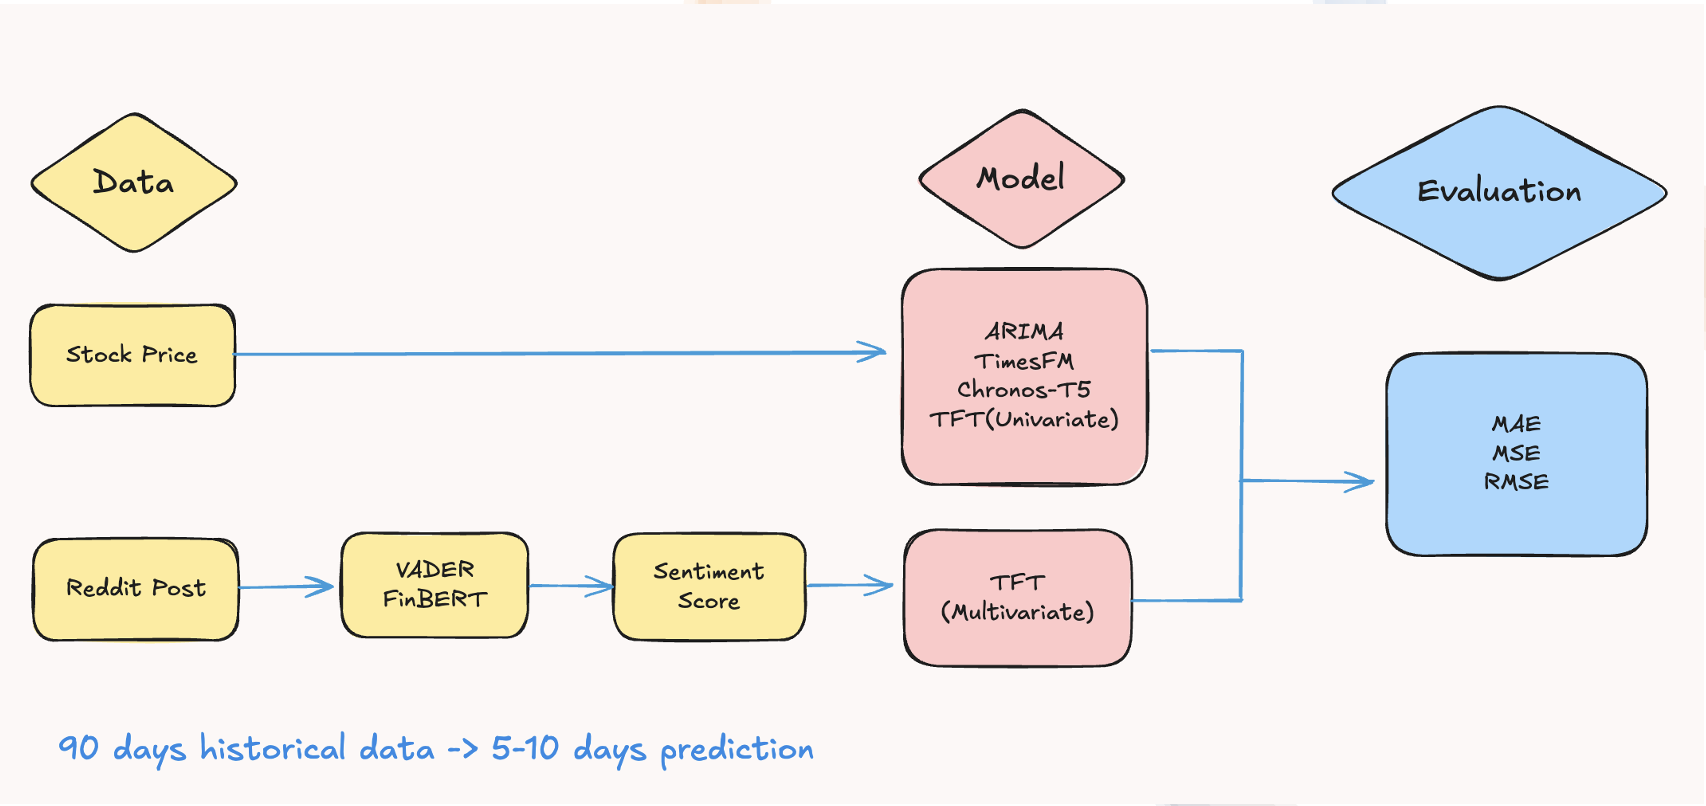 Data
Model
Evaluation
Stock Price
ARIMA
TimesFM
Chronos-T5
TFT(Univariate)
MAE
MSE
RMSE
Reddit Post
VADER
FinBERT
Sentiment
Score
TFT
(Multivariate)
90 days historical data -> 5-10 days prediction